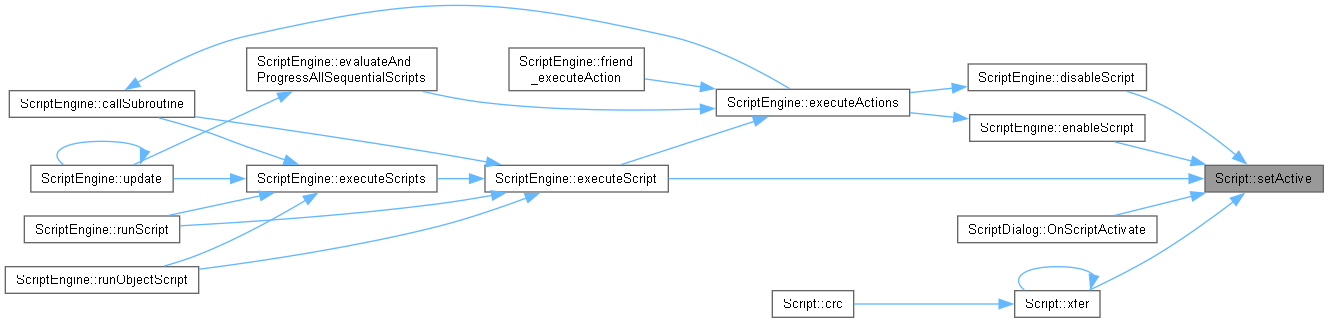 ScriptEngine::evaluateAnd
ProgressAllSequentialScripts
ScriptEngine::friend
_executeAction
ScriptEngine::disableScript
ScriptEngine::callSubroutine
ScriptEngine::executeActions
ScriptEngine::enableScript
ScriptEngine::update
ScriptEngine::executeScripts
ScriptEngine::executeScript
Script::setActive
ScriptEngine::runScript
ScriptDialog::OnScriptActivate
ScriptEngine::runObjectScript
Script::crc
Script::xfer